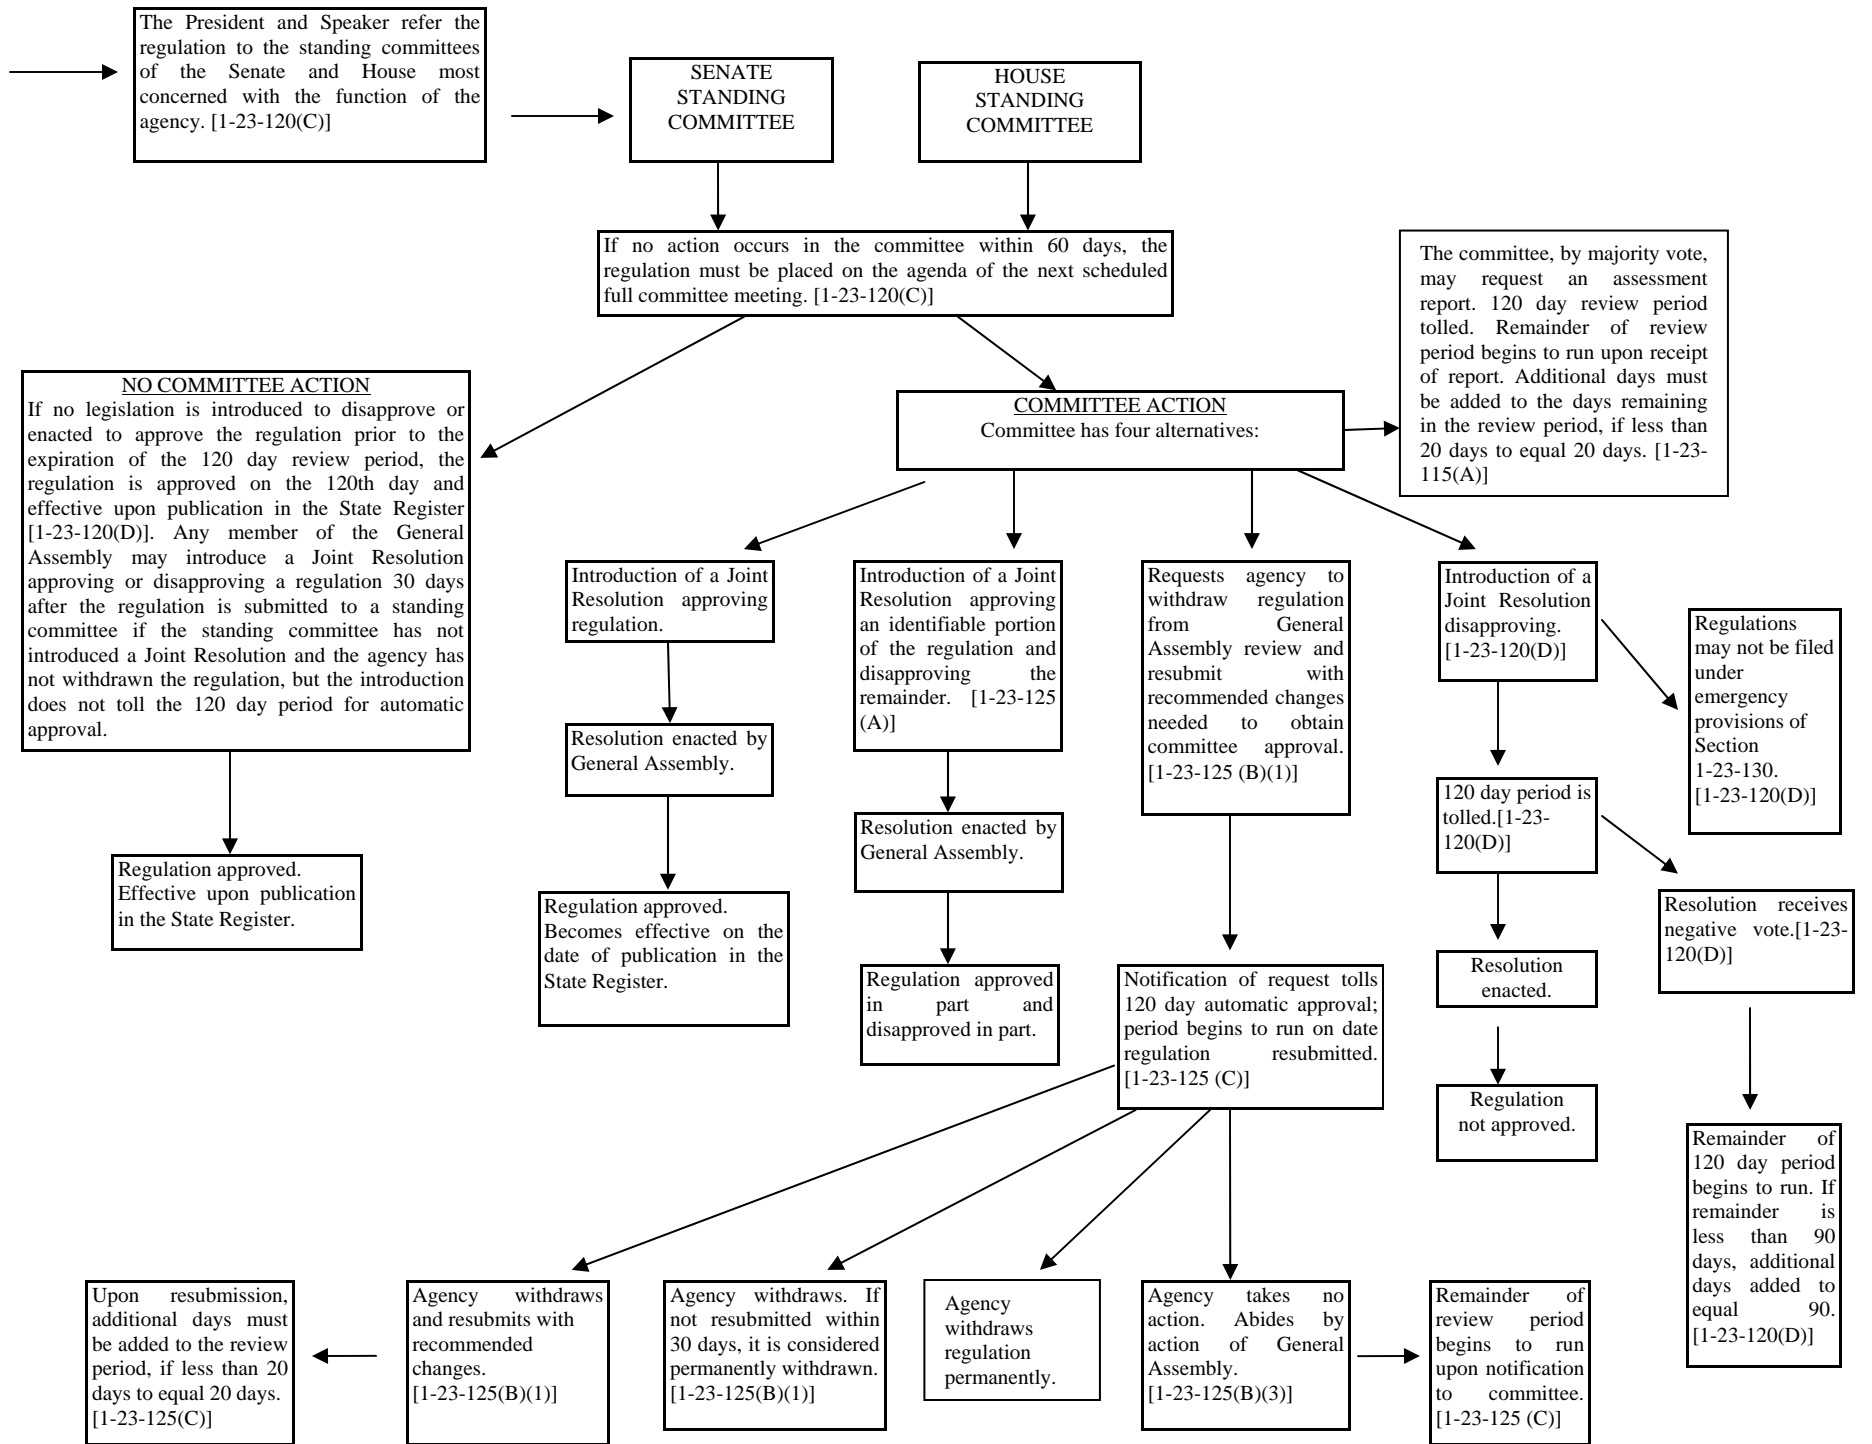 The President and Speaker refer the
regulation to the standing committees
of the Senate and House most
concerned with the function of the
agency. [1-23-120(C)]
SENATE
STANDING
COMMITTEE
HOUSE
STANDING
COMMITTEE
If no action occurs in the committee within 60 days, the
regulation must be placed on the agenda of the next scheduled
full committee meeting. [1-23-120(C)]
The committee, by majority vote,
may request an assessment
report. 120 day review period
tolled. Remainder of review
period begins to run upon receipt
of report. Additional days must
be added to the days remaining
in the review period, if less than
20 days to equal 20 days. [1-23-
115(A)]
NO COMMITTEE ACTION
If no legislation is introduced to disapprove or
enacted to approve the regulation prior to the
expiration of the 120 day review period, the
regulation is approved on the 120th day and
effective upon publication in the State Register
[1-23-120(D)]. Any member of the General
Assembly may introduce a Joint Resolution
approving or disapproving a regulation 30 days
after the regulation is submitted to a standing
committee if the standing committee has not
introduced a Joint Resolution and the agency has
not withdrawn the regulation, but the introduction
does not toll the 120 day period for automatic
approval.
COMMITTEE ACTION
Committee has four alternatives:
Introduction of a Joint
Resolution approving
regulation.
Introduction of a Joint
Resolution approving
an identifiable portion
of the regulation and
disapproving the
remainder. [1-23-125
(A)]
Requests agency to
withdraw regulation
from General
Assembly review and
resubmit with
recommended changes
needed to obtain
committee approval.
[1-23-125 (B)(1)]
Introduction of a
Joint Resolution
disapproving.
[1-23-120(D)]
Regulations
may not be filed
under
emergency
provisions of
Section
1-23-130.
[1-23-120(D)]
Resolution enacted by
General Assembly.
120 day period is
tolled.[1-23-
120(D)]
Resolution enacted by
General Assembly.
Regulation approved.
Effective upon publication
in the State Register.
Regulation approved.
Becomes effective on the
date of publication in the
State Register.
Resolution receives
negative vote.[1-23-
120(D)]
Resolution
enacted.
Regulation approved
in part and
disapproved in part.
Notification of request tolls
120 day automatic approval;
period begins to run on date
regulation resubmitted.
[1-23-125 (C)]
Regulation
not approved.
Remainder of
120 day period
begins to run. If
remainder is
less than 90
days, additional
days added to
equal 90.
[1-23-120(D)]
Upon resubmission,
additional days must
be added to the review
period, if less than 20
days to equal 20 days.
[1-23-125(C)]
Agency withdraws
and resubmits with
recommended
changes.
[1-23-125(B)(1)]
Agency withdraws. If
not resubmitted within
30 days, it is considered
permanently withdrawn.
[1-23-125(B)(1)]
Agency
withdraws
regulation
permanently.
Agency takes no
action. Abides by
action of General
Assembly.
[1-23-125(B)(3)]
Remainder of
review period
begins to run
upon notification
to committee.
[1-23-125 (C)]